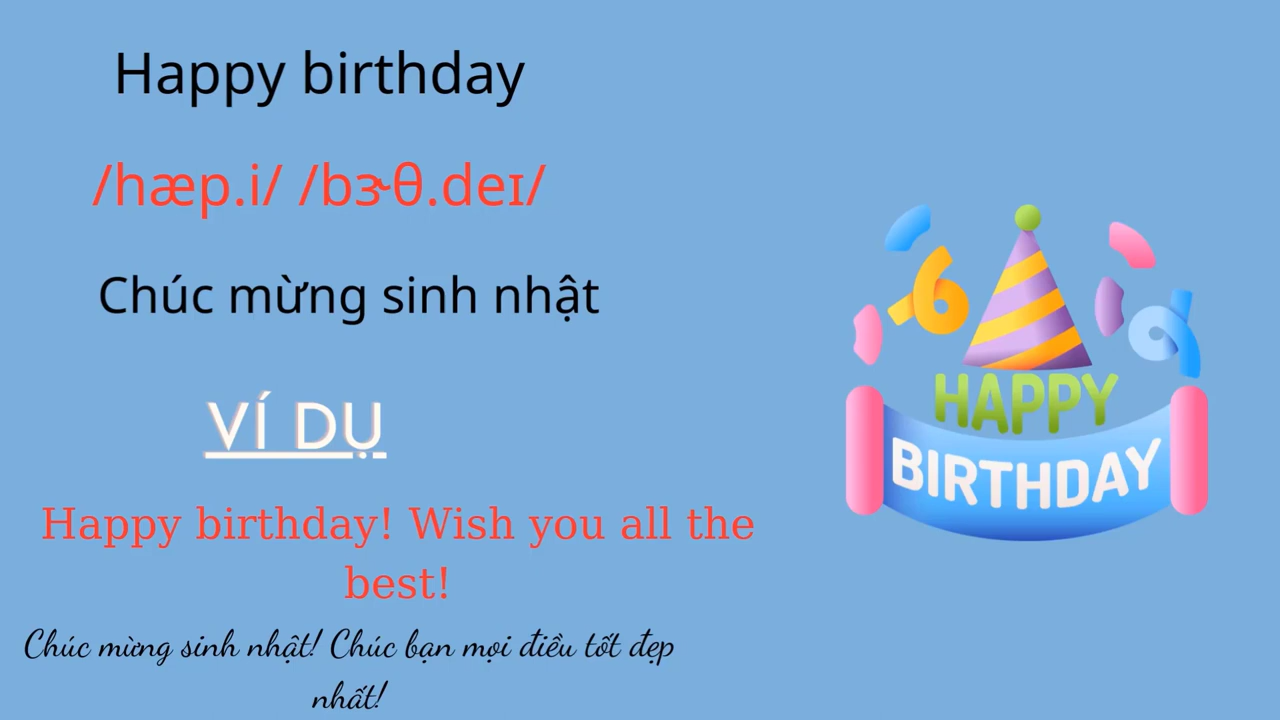 Happy birthday
/hæp.i/ /bɝθ.deɪ/
Chúc mừng sinh nhật
VÍ DỤ
Happy birthday! Wish you all the
best!
Chúc mừng sinh nhật! Chúc bạn mọi điều tốt đẹp
nhất!
HAPPY
BIRTHDAY